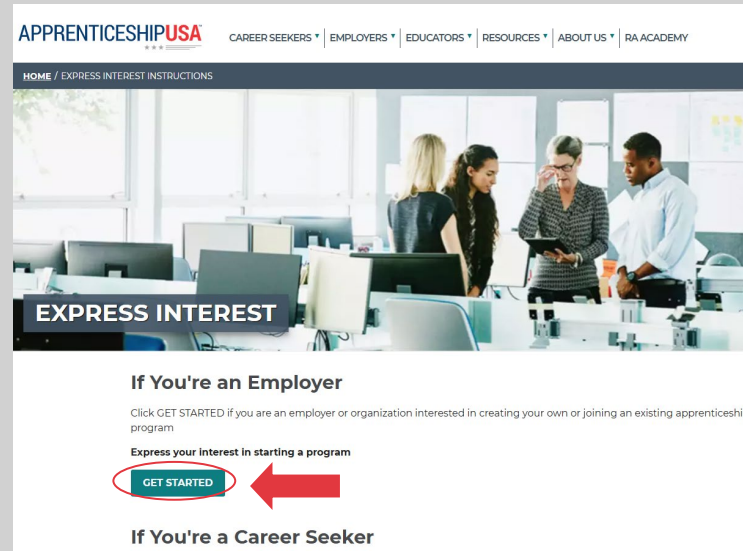 APPRENTICESHIPUSA
CAREER SEEKERS EMPLOYERS EDUCATORS RESOURCES ABOUT US RA ACADEMY
HOME / EXPRESS INTEREST INSTRUCTIONS
EXPRESS INTEREST
If You're an Employer
Click GET STARTED if you are an employer or organization interested in creating your own or joining an existing apprenticeshi
program
Express your interest in starting a program
GET STARTED
If You're a Career Seeker